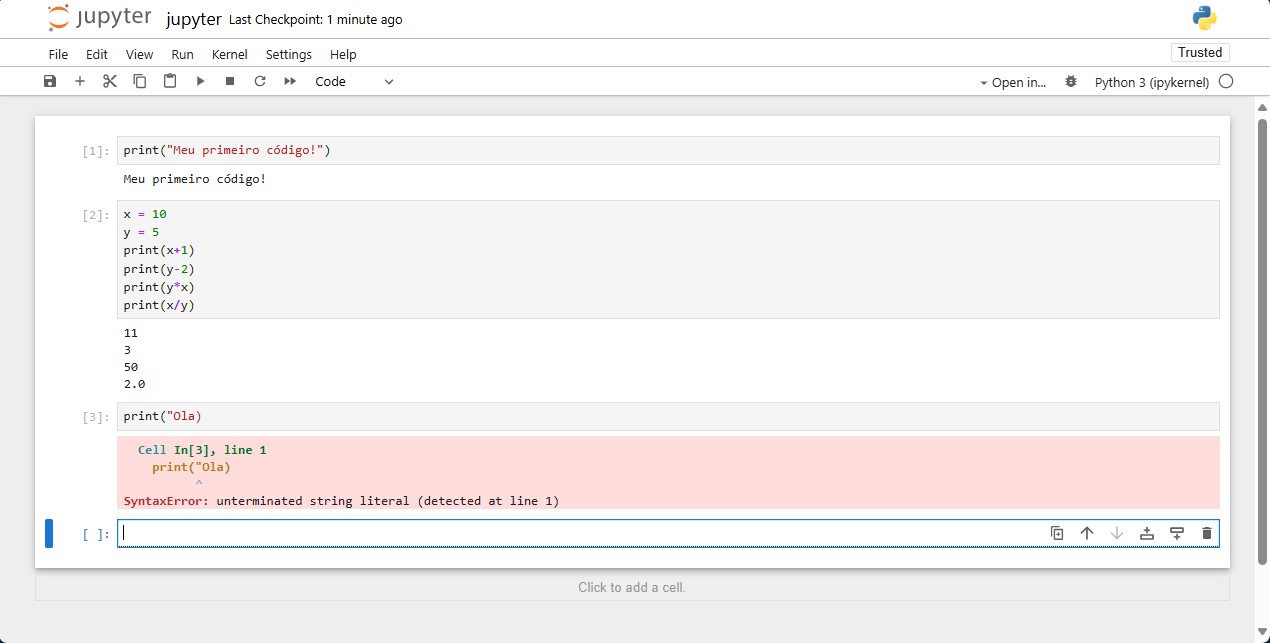 jupyter jupyter Last Checkpoint: 1 minute ago
File Edit View Run Kernel Settings Help Trusted
Code Open in... Python 3 (ipykernel)
[1]: print("Meu primeiro código!")
Meu primeiro código!
[2]: x = 10
y = 5
print(x+1)
print(y-2)
print(y*x)
print(x/y)
11
3
50
2.0
[3]: print("Ola)
Cell In[3], line 1
print("Ola)
^
SyntaxError: unterminated string literal (detected at line 1)
[ ]:
Click to add a cell.